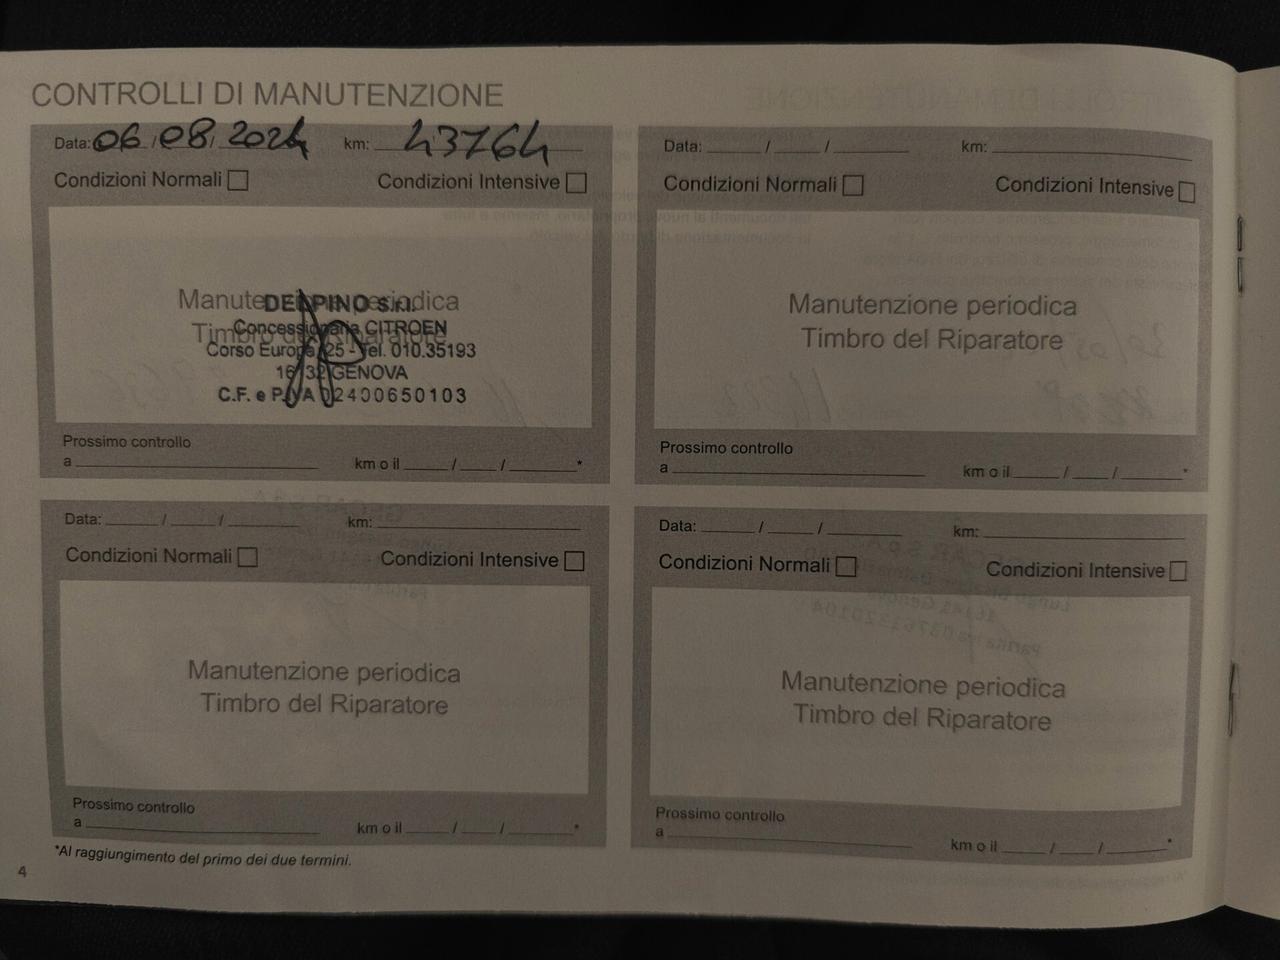 CONTROLLI DI MANUTENZIONE
Data: 06/08/2024 km: 43764
Condizioni Normali Condizioni Intensive
Manutenzione periodica
Timbro del Riparatore
DELPINO S.r.l.
Concessionaria CITROEN
Corso Europa, 25 - Tel. 010.35193
16132 GENOVA
C.F. e P.IVA 02400650103
Prossimo controllo
a km o il / / *
Data: / / km:
Condizioni Normali Condizioni Intensive
Manutenzione periodica
Timbro del Riparatore
Prossimo controllo
a km o il / / *
Data: / / km:
Condizioni Normali Condizioni Intensive
Manutenzione periodica
Timbro del Riparatore
Prossimo controllo
a km o il / / *
Data: / / km:
Condizioni Normali Condizioni Intensive
Manutenzione periodica
Timbro del Riparatore
Prossimo controllo
a km o il / / *
*Al raggiungimento del primo dei due termini.
4